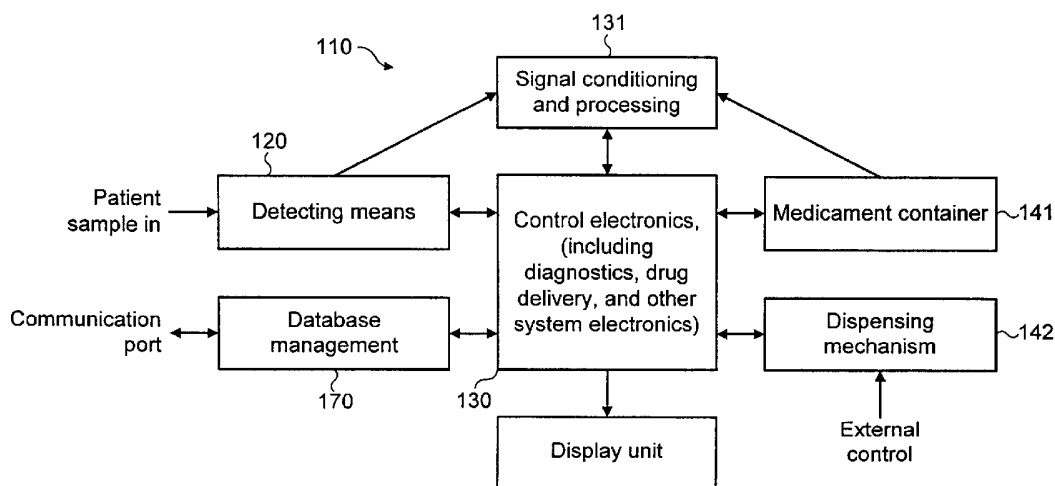 131
110
Signal conditioning
and processing
120
Patient
sample in
Detecting means
Control electronics,
(including
diagnostics, drug
delivery, and other
system electronics)
Medicament container
141
Communication
port
Database
management
Dispensing
mechanism
142
170
130
Display unit
External
control